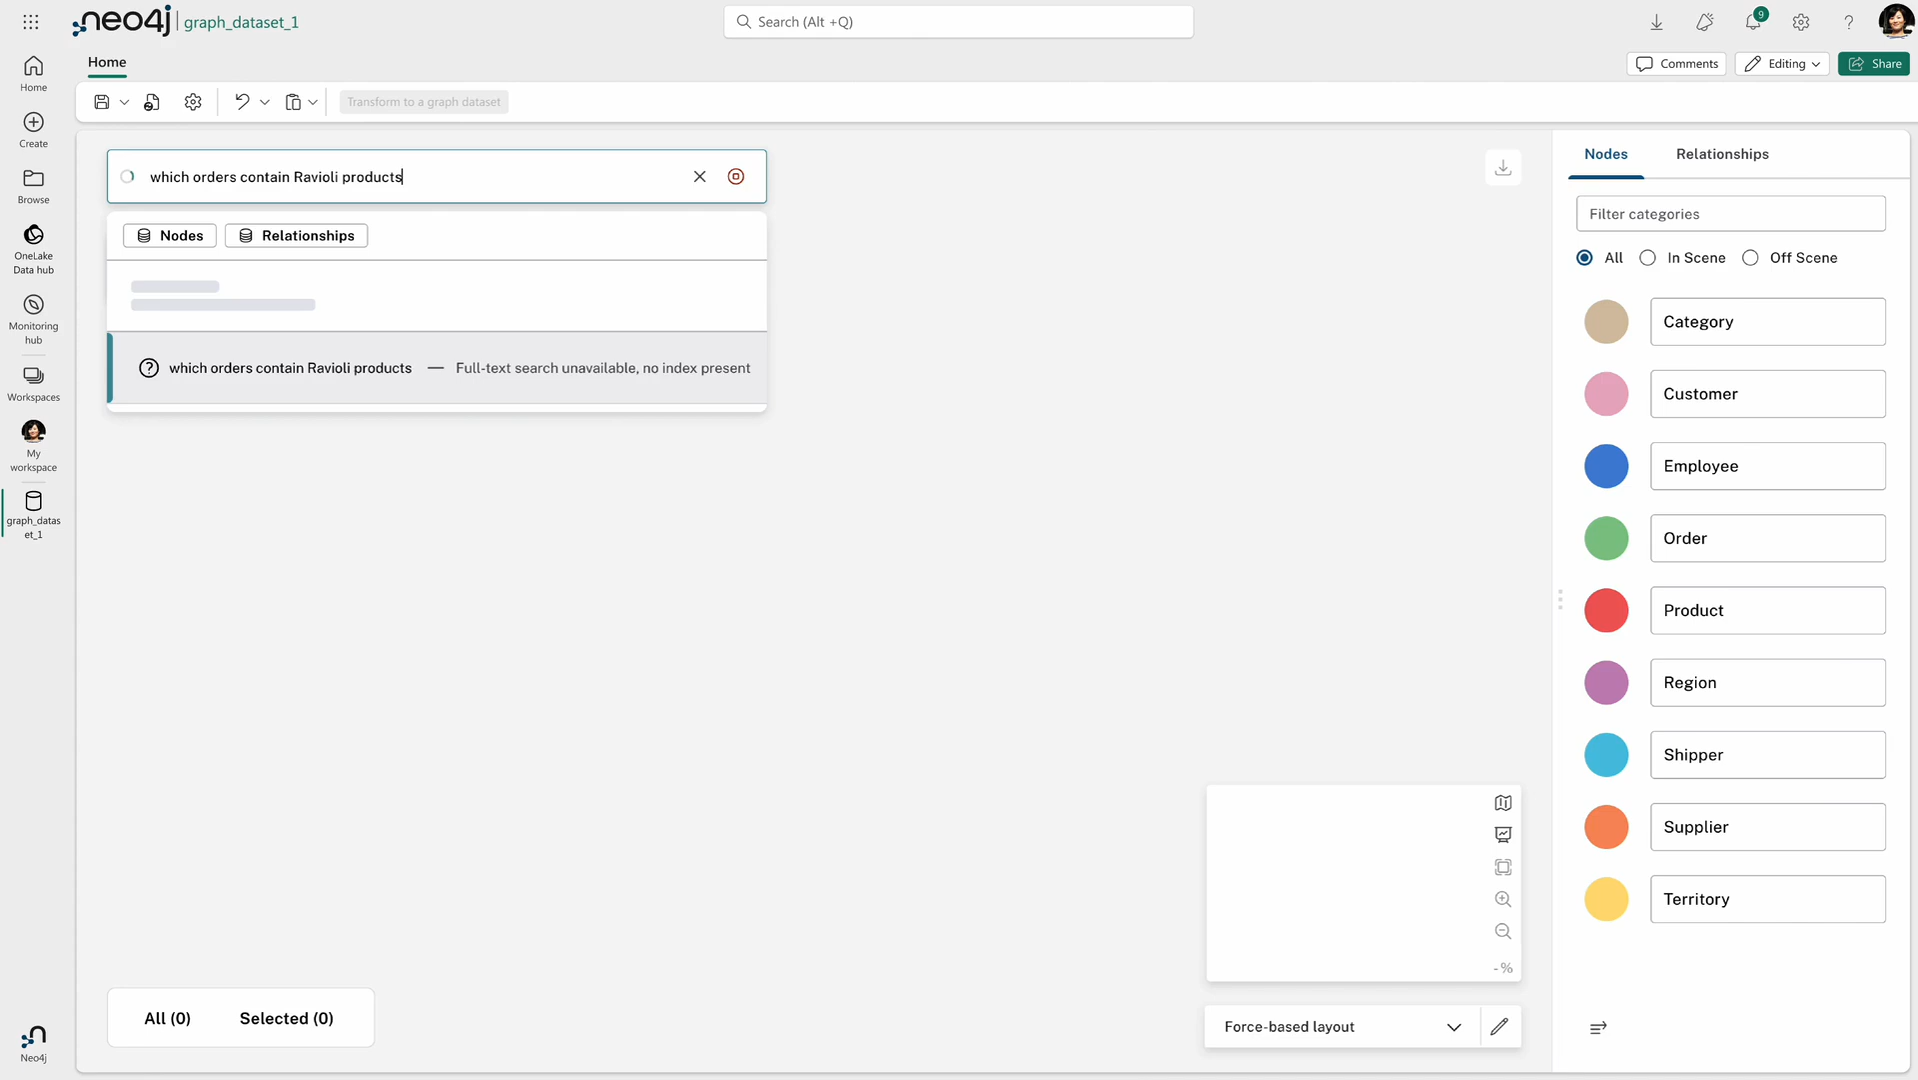 neo4j
graph_dataset_1
Search (Alt +Q)
9
Home
Comments
Editing
Share
Transform to a graph dataset
Home
Create
Browse
OneLake
Data hub
Monitoring
hub
Workspaces
My
workspace
graph_datas
et_1
Neo4j
which orders contain Ravioli products
Nodes
Relationships
which orders contain Ravioli products — Full-text search unavailable, no index present
All (0)
Selected (0)
- %
Force-based layout
Nodes
Relationships
Filter categories
All
In Scene
Off Scene
Category
Customer
Employee
Order
Product
Region
Shipper
Supplier
Territory